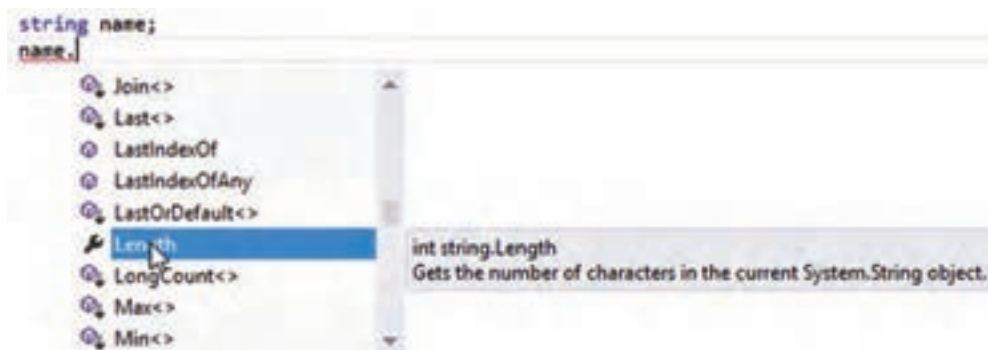 string name;
name.
Join<>
Last<>
LastIndexOf
LastIndexOfAny
LastOrDefault<>
Length
LongCount<>
Max<>
Min<>
int string.Length
Gets the number of characters in the current System.String object.